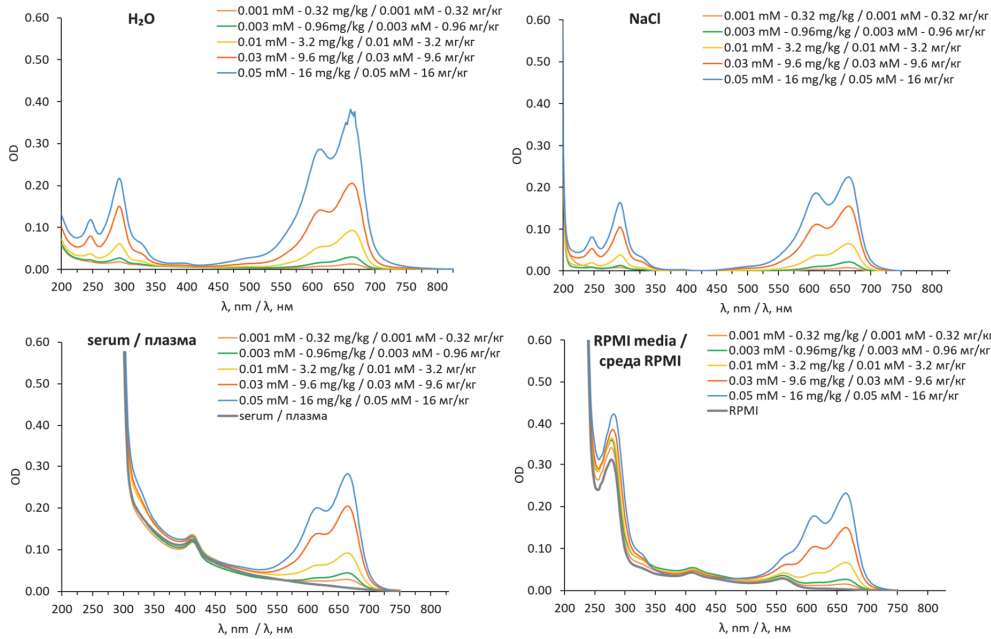 H₂O
0.001 mM - 0.32 mg/kg / 0.001 мМ - 0.32 мг/кг
0.003 mM - 0.96mg/kg / 0.003 мМ - 0.96 мг/кг
0.01 mM - 3.2 mg/kg / 0.01 мМ - 3.2 мг/кг
0.03 mM - 9.6 mg/kg / 0.03 мМ - 9.6 мг/кг
0.05 mM - 16 mg/kg / 0.05 мМ - 16 мг/кг
OD
0.60
0.50
0.40
0.30
0.20
0.10
0.00
200 250 300 350 400 450 500 550 600 650 700 750 800
λ, nm / λ, нм
NaCl
0.001 mM - 0.32 mg/kg / 0.001 мМ - 0.32 мг/кг
0.003 mM - 0.96mg/kg / 0.003 мМ - 0.96 мг/кг
0.01 mM - 3.2 mg/kg / 0.01 мМ - 3.2 мг/кг
0.03 mM - 9.6 mg/kg / 0.03 мМ - 9.6 мг/кг
0.05 mM - 16 mg/kg / 0.05 мМ - 16 мг/кг
OD
0.60
0.50
0.40
0.30
0.20
0.10
0.00
200 250 300 350 400 450 500 550 600 650 700 750 800
λ, nm / λ, нм
serum / плазма
0.001 mM - 0.32 mg/kg / 0.001 мМ - 0.32 мг/кг
0.003 mM - 0.96mg/kg / 0.003 мМ - 0.96 мг/кг
0.01 mM - 3.2 mg/kg / 0.01 мМ - 3.2 мг/кг
0.03 mM - 9.6 mg/kg / 0.03 мМ - 9.6 мг/кг
0.05 mM - 16 mg/kg / 0.05 мМ - 16 мг/кг
serum / плазма
OD
0.60
0.50
0.40
0.30
0.20
0.10
0.00
200 250 300 350 400 450 500 550 600 650 700 750 800
λ, nm / λ, нм
RPMI media /
среда RPMI
0.001 mM - 0.32 mg/kg / 0.001 мМ - 0.32 мг/кг
0.003 mM - 0.96mg/kg / 0.003 мМ - 0.96 мг/кг
0.01 mM - 3.2 mg/kg / 0.01 мМ - 3.2 мг/кг
0.03 mM - 9.6 mg/kg / 0.03 мМ - 9.6 мг/кг
0.05 mM - 16 mg/kg / 0.05 мМ - 16 мг/кг
RPMI
OD
0.60
0.50
0.40
0.30
0.20
0.10
0.00
200 250 300 350 400 450 500 550 600 650 700 750 800
λ, nm / λ, нм